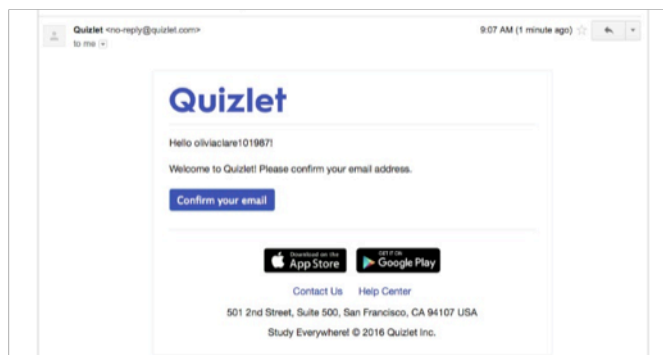 Quizlet <no-reply@quizlet.com>
9:07 AM (1 minute ago)
to me
Quizlet
Hello oliviaclare101987!
Welcome to Quizlet! Please confirm your email address.
Confirm your email
Download on the
App Store
GET IT ON
Google Play
Contact Us Help Center
501 2nd Street, Suite 500, San Francisco, CA 94107 USA
Study Everywhere! © 2016 Quizlet Inc.